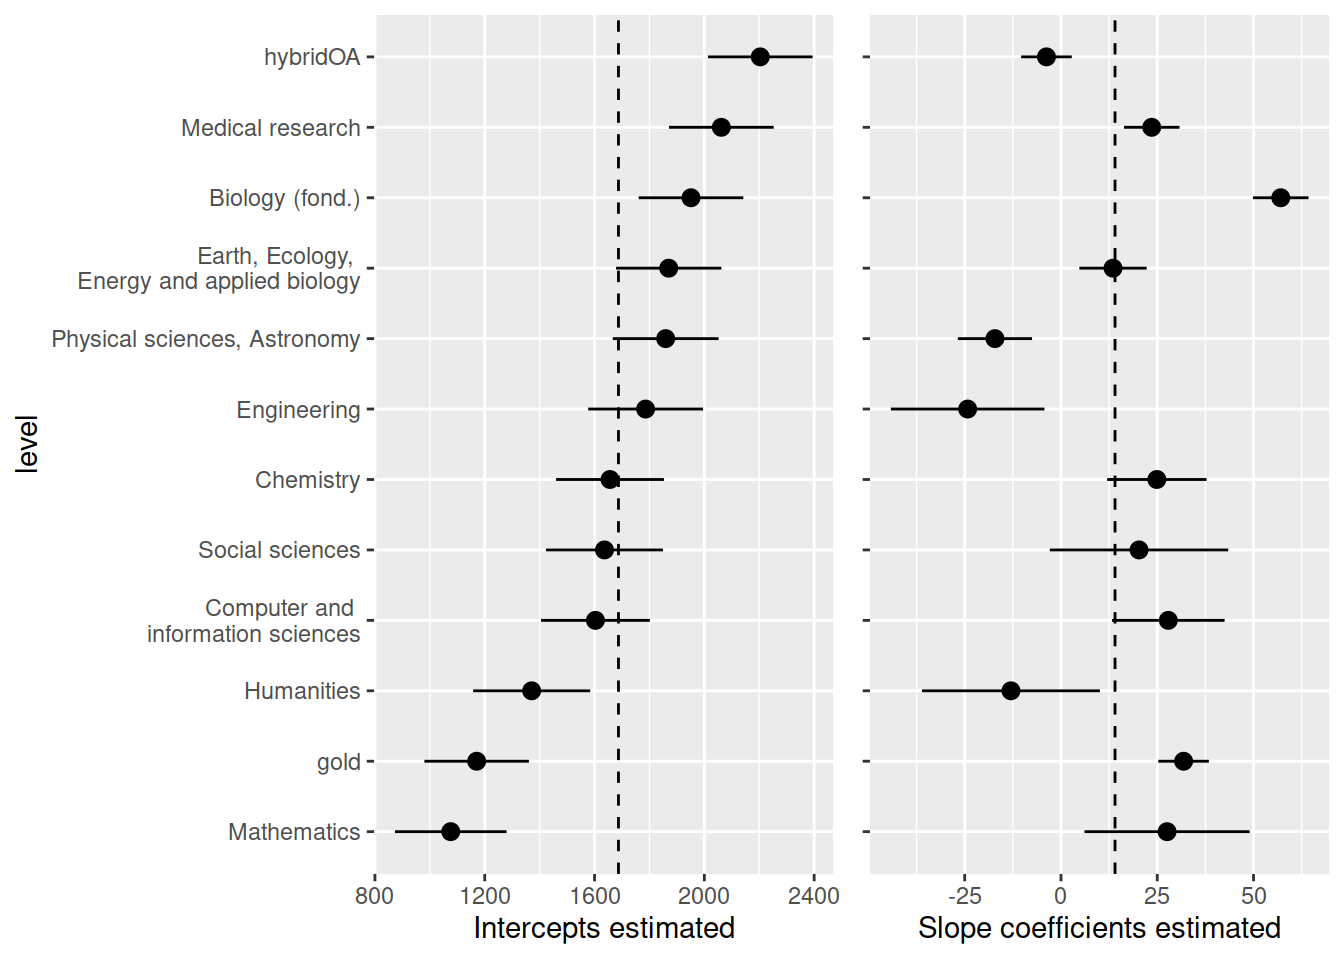 hybridOA
Medical research
Biology (fond.)
Earth, Ecology,
Energy and applied biology
Physical sciences, Astronomy
Engineering
Chemistry
Social sciences
Computer and
information sciences
Humanities
gold
Mathematics
level
800 1200 1600 2000 2400
-25 0 25 50
Intercepts estimated
Slope coefficients estimated